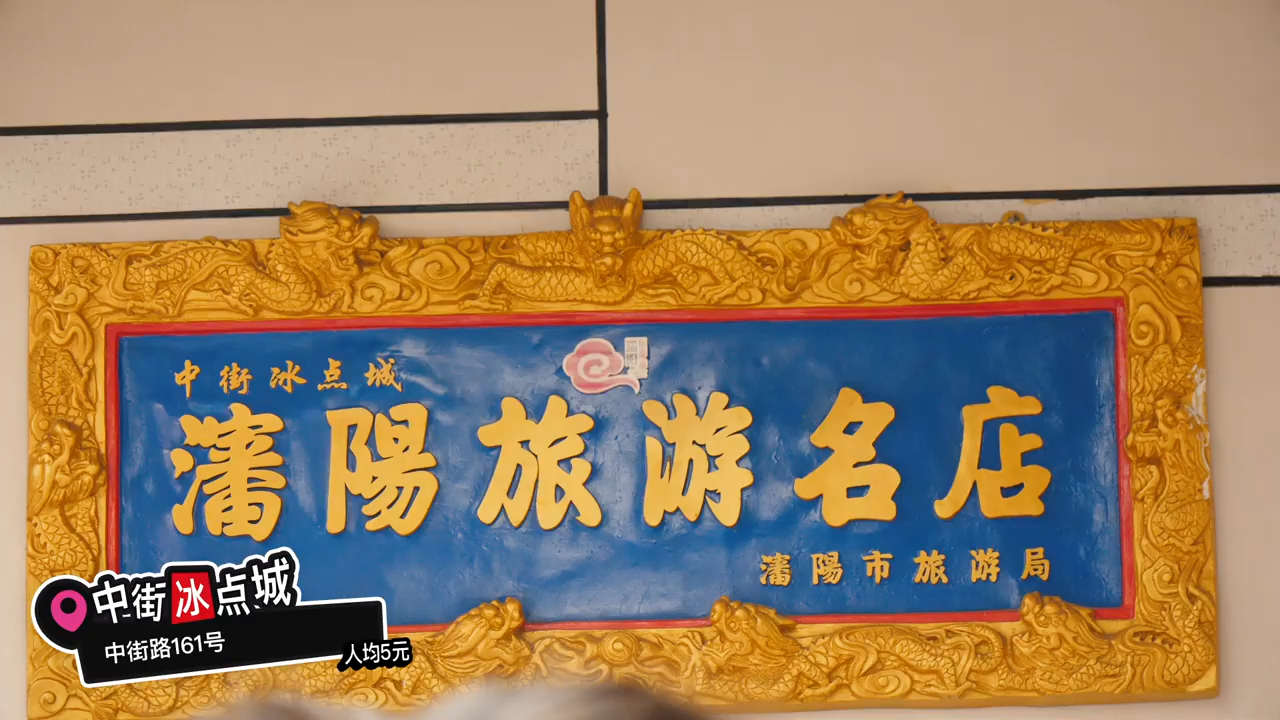 中街冰点城
瀋陽旅游名店
瀋陽市旅游局
中街冰点城
中街路161号
人均5元